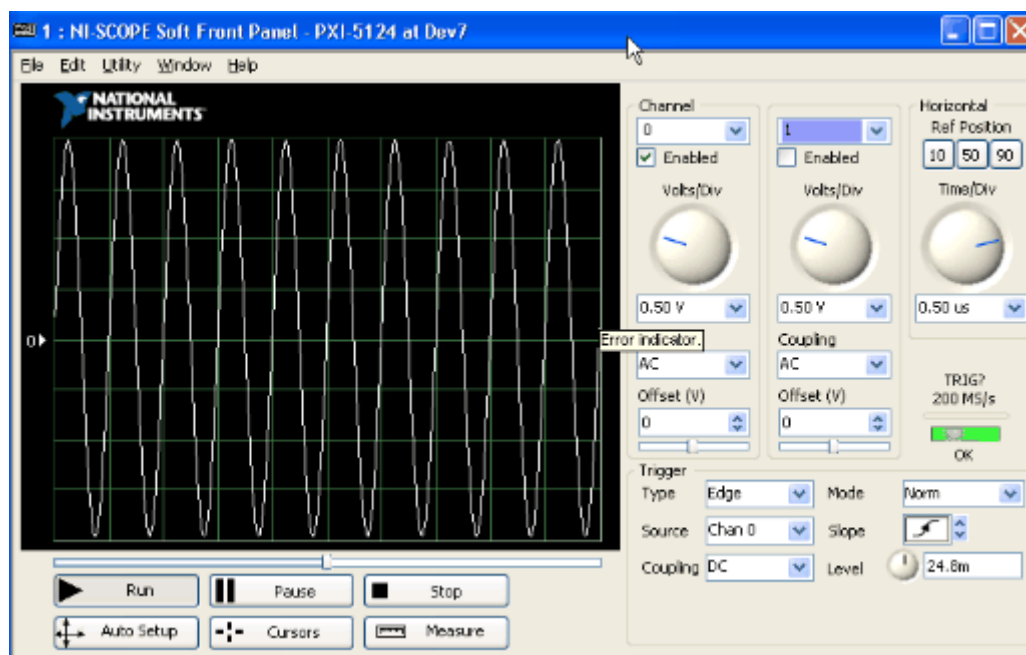 1 : NI-SCOPE Soft Front Panel - PXI-5124 at Dev7
File Edit Utility Window Help
NATIONAL
INSTRUMENTS
0
Channel
0
Enabled
Volts/Div
0.50 V
Error indicator.
AC
Offset (V)
0
1
Enabled
Volts/Div
0.50 V
Coupling
AC
Offset (V)
0
Horizontal
Ref Position
10 50 90
Time/Div
0.50 us
TRIG?
200 MS/s
OK
Trigger
Type Edge Mode Norm
Source Chan 0 Slope
Coupling DC Level 24.8m
Run Pause Stop
Auto Setup Cursors Measure